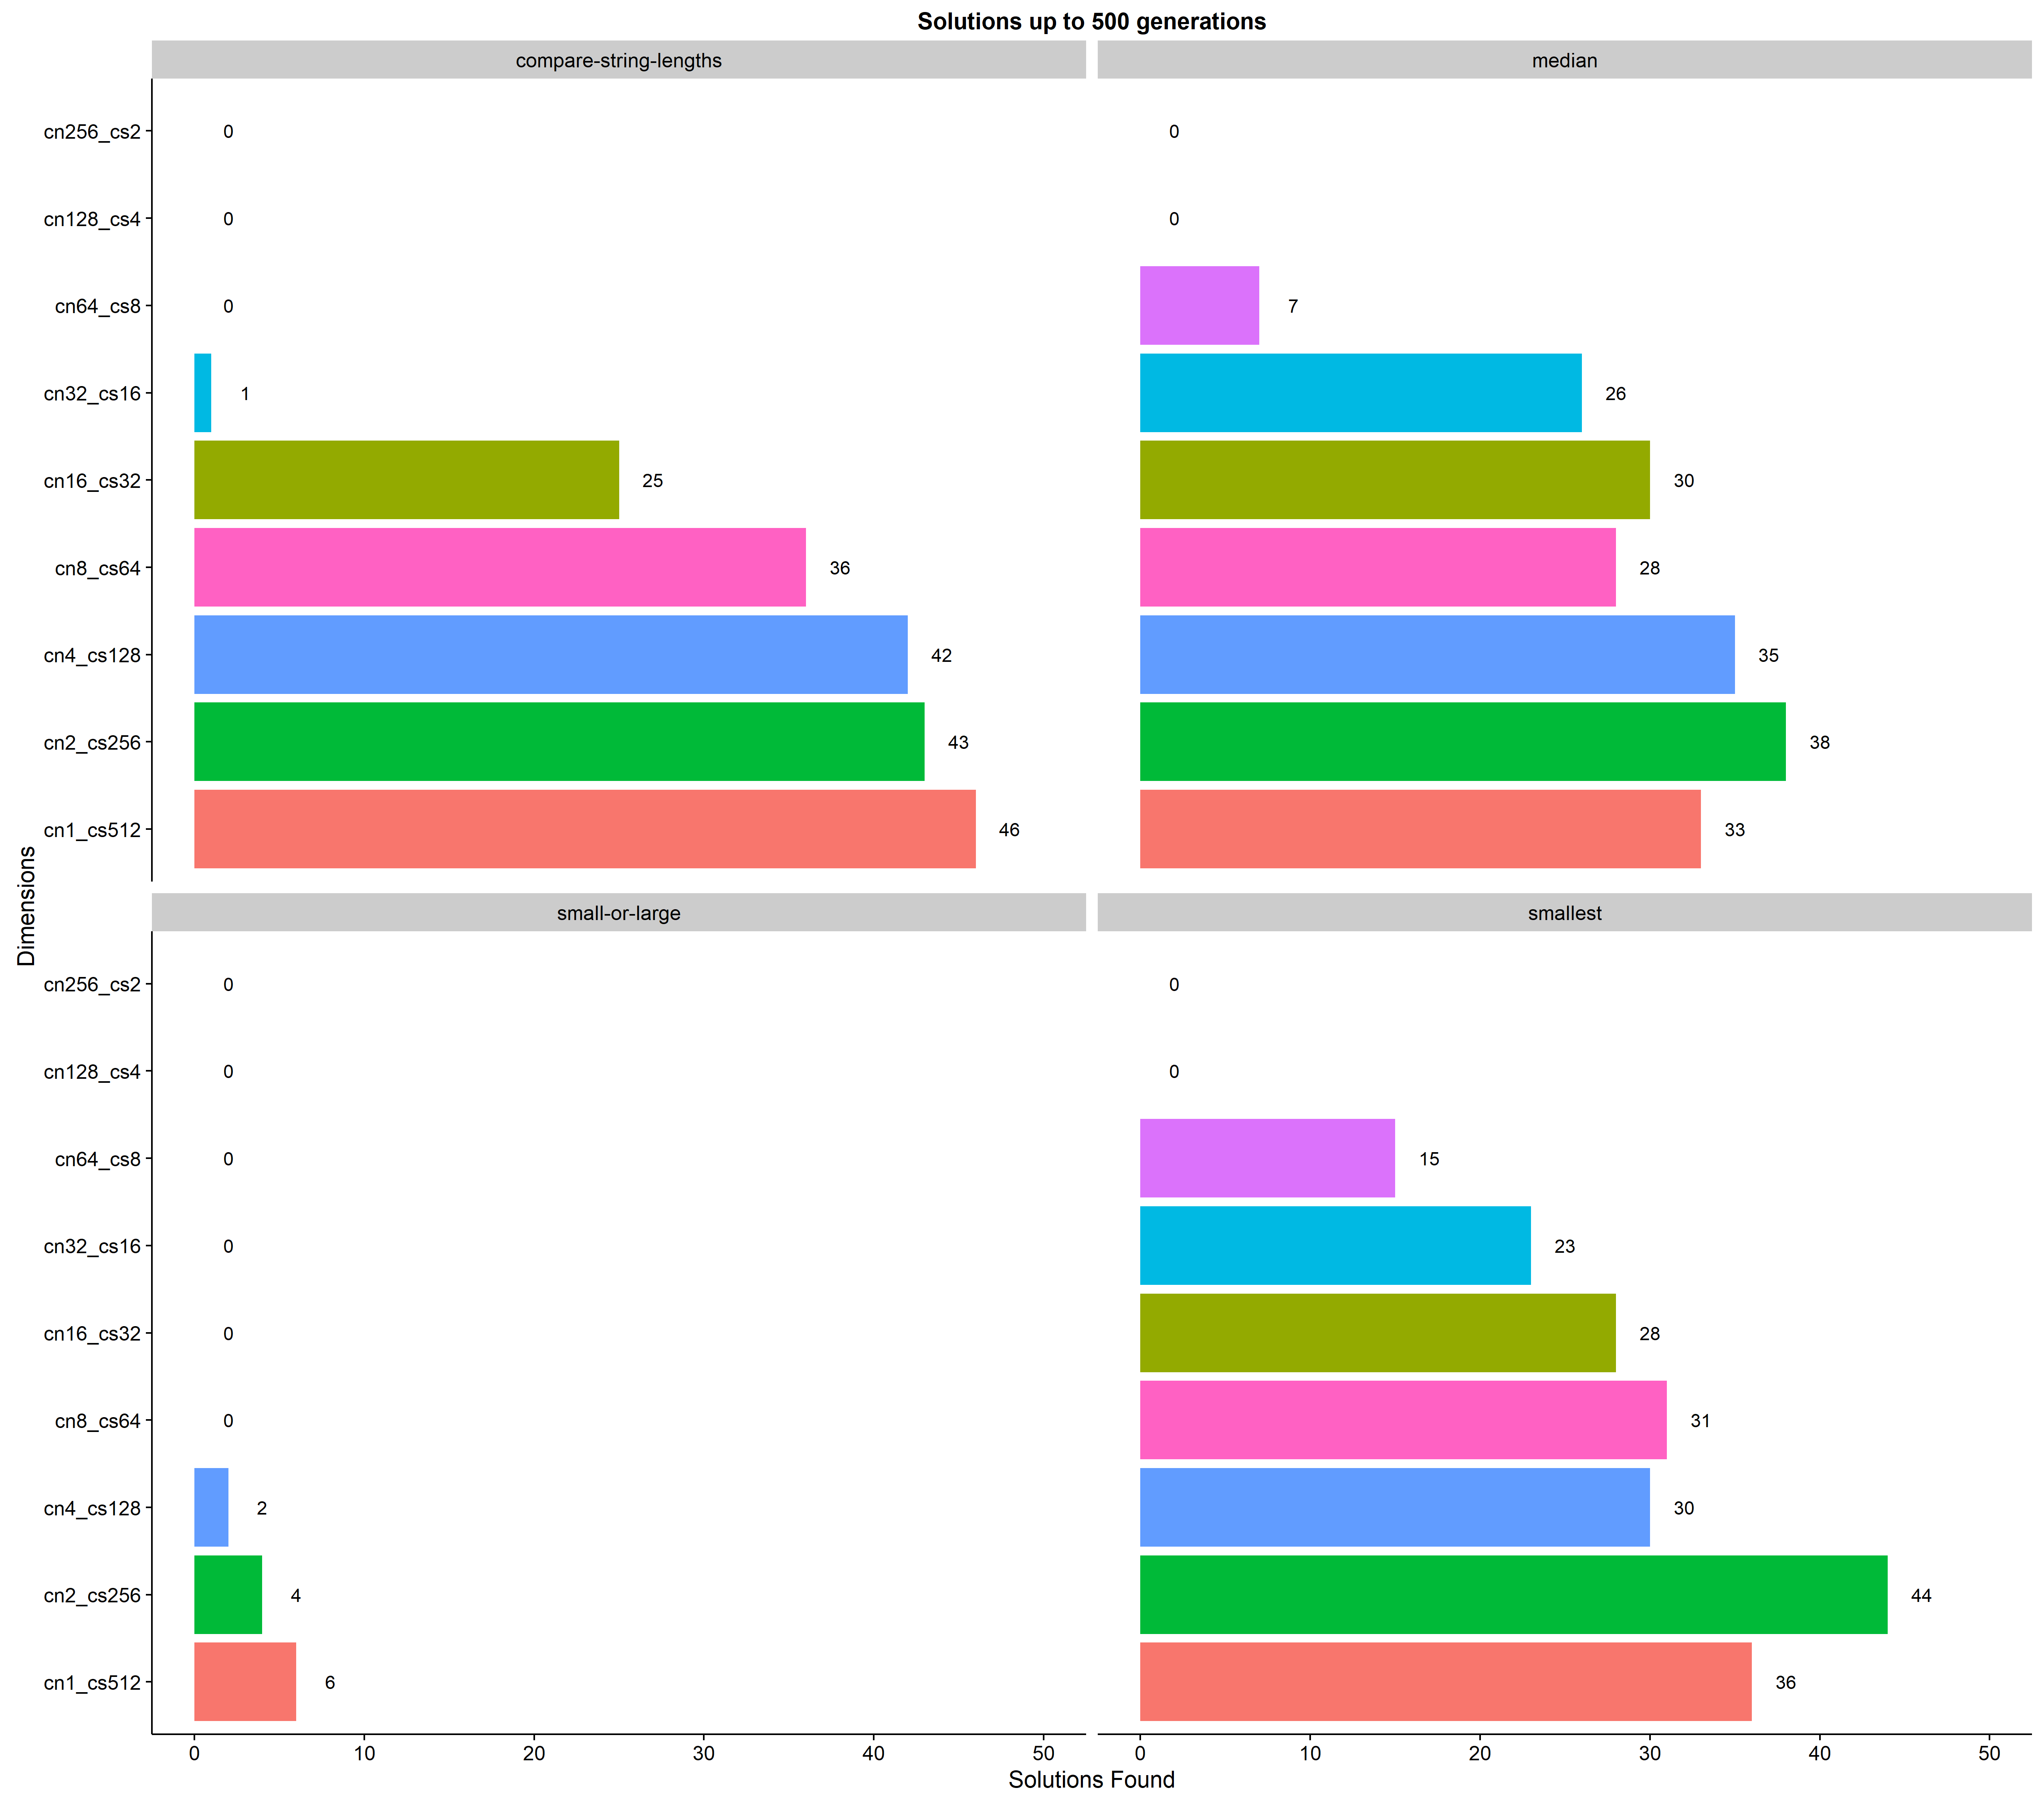 Solutions up to 500 generations
compare-string-lengths
median
cn256_cs2 0 0
cn128_cs4 0 0
cn64_cs8 0 7
cn32_cs16 1 26
cn16_cs32 25 30
cn8_cs64 36 28
cn4_cs128 42 35
cn2_cs256 43 38
cn1_cs512 46 33
Dimensions
small-or-large
smallest
cn256_cs2 0 0
cn128_cs4 0 0
cn64_cs8 0 15
cn32_cs16 0 23
cn16_cs32 0 28
cn8_cs64 0 31
cn4_cs128 2 30
cn2_cs256 4 44
cn1_cs512 6 36
0 10 20 30 40 50 0 10 20 30 40 50
Solutions Found